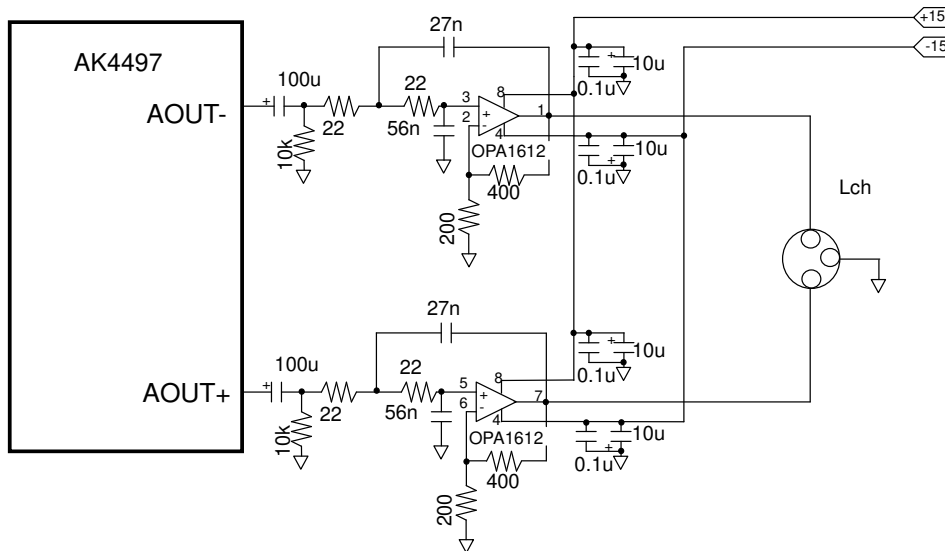 +15
-15
AK4497
27n
10u
0.1u
100u
22
8
AOUT-
3
2
+
-
1
4
22
56n
10k
OPA1612
10u
0.1u
400
200
Lch
27n
10u
0.1u
100u
22
8
AOUT+
5
6
+
-
7
4
22
56n
10k
OPA1612
10u
0.1u
400
200